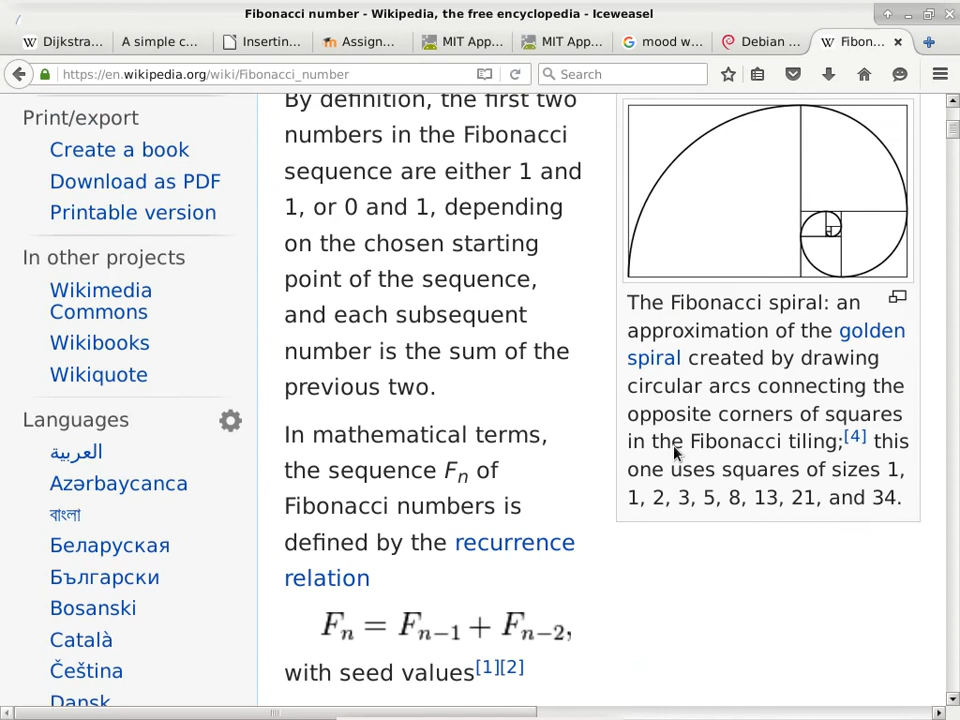 Fibonacci number - Wikipedia, the free encyclopedia - Iceweasel
Dijkstra... A simple c... Insertin... Assign... MIT App... MIT App... mood w... Debian ... Fibon...
https://en.wikipedia.org/wiki/Fibonacci_number Search
Print/export
Create a book
Download as PDF
Printable version
In other projects
Wikimedia
Commons
Wikibooks
Wikiquote
Languages
العربية
Azərbaycanca
বাংলা
Беларуская
Български
Bosanski
Català
Čeština
Dansk
By definition, the first two
numbers in the Fibonacci
sequence are either 1 and
1, or 0 and 1, depending
on the chosen starting
point of the sequence,
and each subsequent
number is the sum of the
previous two.
In mathematical terms,
the sequence Fn of
Fibonacci numbers is
defined by the recurrence
relation
Fn = Fn−1 + Fn−2,
with seed values[1][2]
The Fibonacci spiral: an
approximation of the golden
spiral created by drawing
circular arcs connecting the
opposite corners of squares
in the Fibonacci tiling;[4] this
one uses squares of sizes 1,
1, 2, 3, 5, 8, 13, 21, and 34.